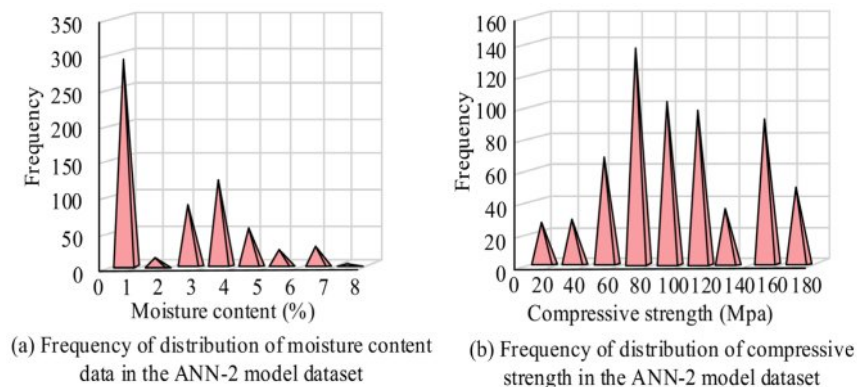 350
300
250
200
150
100
50
0
Frequency
0 1 2 3 4 5 6 7 8
Moisture content (%)
(a) Frequency of distribution of moisture content
data in the ANN-2 model dataset
160
140
120
100
80
60
40
20
0
Frequency
0 20 40 60 80 100 120 140 160 180
Compressive strength (Mpa)
(b) Frequency of distribution of compressive
strength in the ANN-2 model dataset